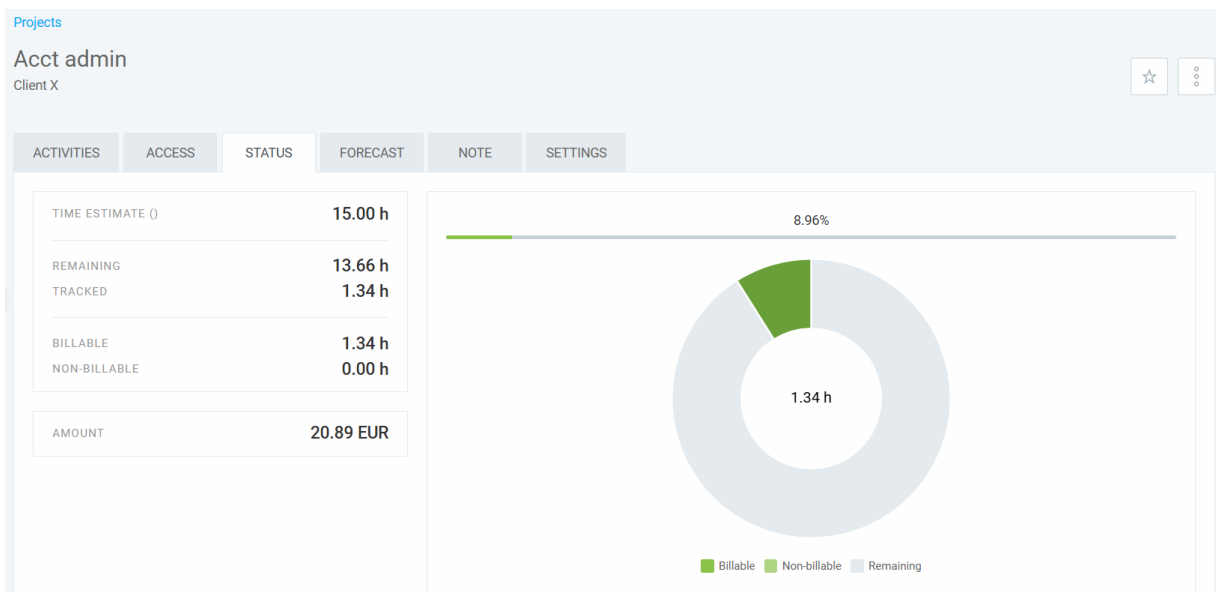 Projects
Acct admin
Client X
ACTIVITIES ACCESS STATUS FORECAST NOTE SETTINGS
TIME ESTIMATE () 15.00 h
REMAINING 13.66 h
TRACKED 1.34 h
BILLABLE 1.34 h
NON-BILLABLE 0.00 h
AMOUNT 20.89 EUR
8.96%
1.34 h
Billable Non-billable Remaining